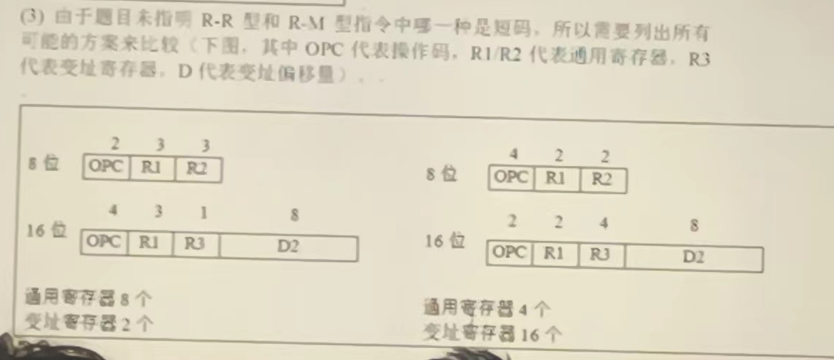 (3) 由于题目未指明 R-R 型和 R-M 型指令中哪一种是短码，所以需要列出所有
可能的方案来比较（下图，其中 OPC 代表操作码，R1/R2 代表通用寄存器，R3
代表变址寄存器，D 代表变址偏移量）。
2 3 3
8 位 OPC R1 R2
4 3 1 8
16 位 OPC R1 R3 D2
通用寄存器 8 个
变址寄存器 2 个
4 2 2
8 位 OPC R1 R2
2 2 4 8
16 位 OPC R1 R3 D2
通用寄存器 4 个
变址寄存器 16 个